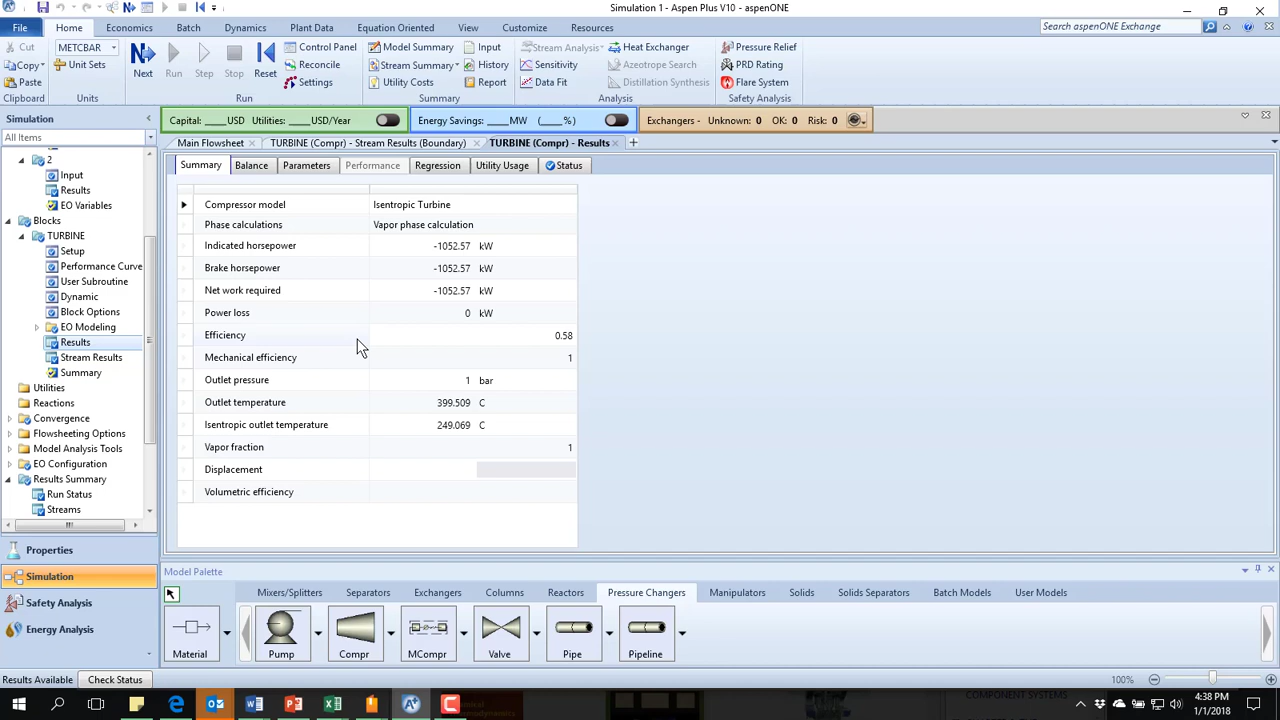 Simulation 1 - Aspen Plus V10 - aspenONE
File Home Economics Batch Dynamics Plant Data Equation Oriented View Customize Resources Search aspenONE Exchange
Cut METCBAR Control Panel Model Summary Input Stream Analysis Heat Exchanger Pressure Relief
Copy Unit Sets Next Run Step Stop Reset Reconcile Stream Summary History Sensitivity Azeotrope Search PRD Rating
Paste Settings Utility Costs Report Data Fit Distillation Synthesis Flare System
Clipboard Units Run Summary Analysis Safety Analysis
Simulation Capital: ____USD Utilities: ____USD/Year Energy Savings: ____MW (____%) Exchangers - Unknown: 0 OK: 0 Risk: 0
All Items Main Flowsheet TURBINE (Compr) - Stream Results (Boundary) TURBINE (Compr) - Results
Summary Balance Parameters Performance Regression Utility Usage Status
2
Input
Results
EO Variables
Blocks
TURBINE
Setup
Performance Curve
User Subroutine
Dynamic
Block Options
EO Modeling
Results
Stream Results
Summary
Utilities
Reactions
Convergence
Flowsheeting Options
Model Analysis Tools
EO Configuration
Results Summary
Run Status
Streams
Compressor model Isentropic Turbine
Phase calculations Vapor phase calculation
Indicated horsepower -1052.57 kW
Brake horsepower -1052.57 kW
Net work required -1052.57 kW
Power loss 0 kW
Efficiency 0.58
Mechanical efficiency 1
Outlet pressure 1 bar
Outlet temperature 399.509 C
Isentropic outlet temperature 249.069 C
Vapor fraction 1
Displacement
Volumetric efficiency
Properties
Simulation
Safety Analysis
Energy Analysis
Model Palette
Mixers/Splitters Separators Exchangers Columns Reactors Pressure Changers Manipulators Solids Solids Separators Batch Models User Models
Material Pump Compr MCompr Valve Pipe Pipeline
Results Available Check Status 100%
4:38 PM
1/1/2018